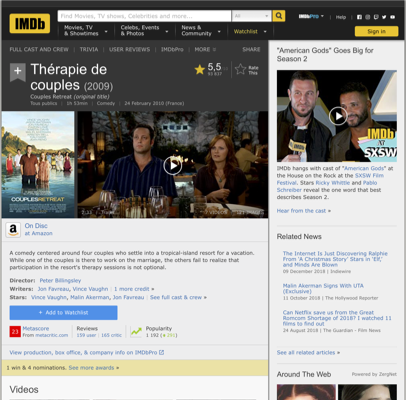 IMDb
Find Movies, TV shows, Celebrities and more...
All
IMDbPro
Help
Movies, TV & Showtimes
Celebs, Events & Photos
News & Community
Watchlist
Sign in
FULL CAST AND CREW | TRIVIA | USER REVIEWS | IMDbPro | MORE
SHARE
Thérapie de
couples (2009)
Couples Retreat (original title)
Tous publics | 1h 53min | Comedy | 24 February 2010 (France)
5,5
Rate
This
COUPLES RETREAT
On Disc
at Amazon
A comedy centered around four couples who settle into a tropical-island resort for a vacation.
While one of the couples is there to work on the marriage, the others fail to realize that
participation in the resort's therapy sessions is not optional.
Director: Peter Billingsley
Writers: Jon Favreau, Vince Vaughn | 1 more credit »
Stars: Vince Vaughn, Malin Akerman, Jon Favreau | See full cast & crew »
+ Add to Watchlist
21
Metascore
From metacritic.com
Reviews
159 user | 165 critic
Popularity
1 192
View production, box office, & company info on IMDbPro
1 win & 4 nominations. See more awards »
Videos
"American Gods" Goes Big for
Season 2
IMDb
SXSW
IMDb hangs with cast of "American Gods" at
the House on the Rock at the SXSW Film
Festival. Stars Ricky Whittle and Pablo
Schreiber reveal the one word that best
describes Season 2.
Hear from the cast »
Related News
The Internet Is Just Discovering Ralphie
From 'A Christmas Story' Stars in 'Elf,'
and Minds Are Blown
09 December 2018 | Indiewire
Malin Akerman Signs With UTA
(Exclusive)
11 October 2018 | The Hollywood Reporter
Can Netflix save us from the Great
Romcom Shortage of 2018? I watched 11
films to find out
24 August 2018 | The Guardian - Film News
See all related articles »
Around The Web
Powered by ZergNet